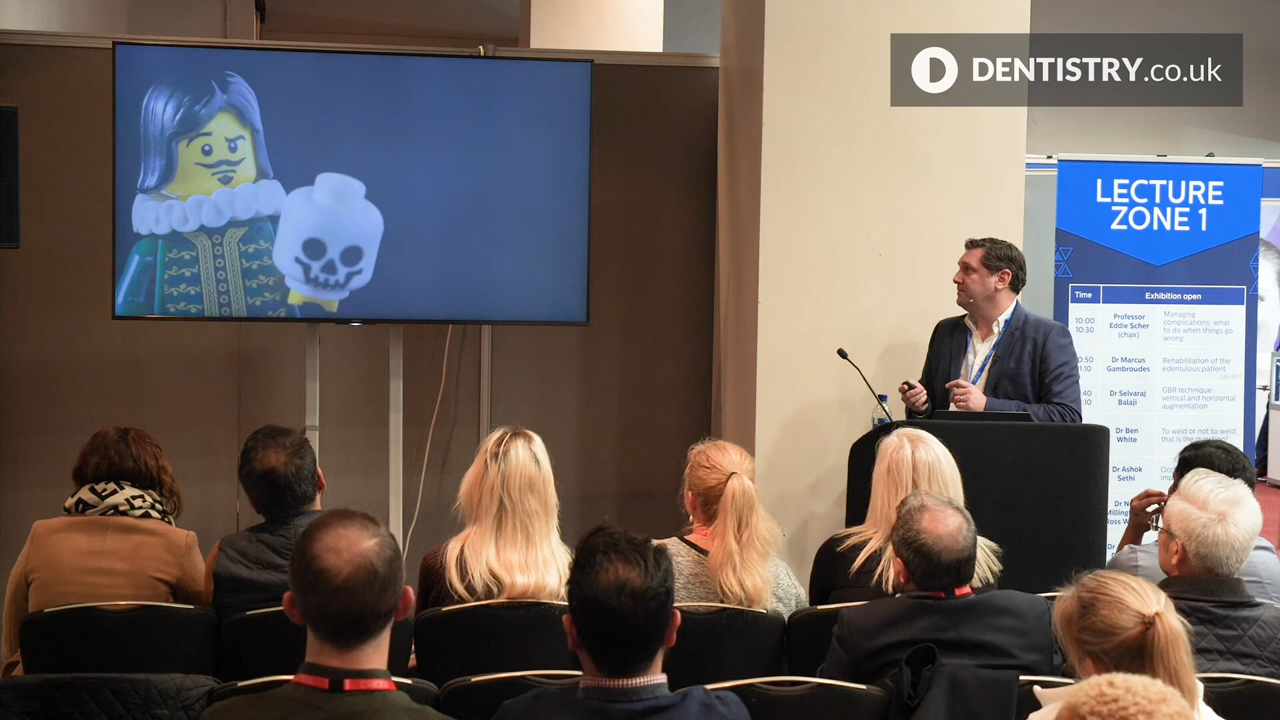 D DENTISTRY.co.uk
LECTURE
ZONE 1
Time Exhibition open
10:00
10:30
Professor
Eddie Scher
(chair)
Managing
complications: what
to do when things go
wrong
Dr Marcus
Gambroudes
Rehabilitation of the
edentulous patient
Dr Selvaraj
Balaji
GBR technique:
vertical and horizontal
augmentation
Dr Ben
White
To weld or not to weld,
that is the question?
Dr Ashok
Sethi